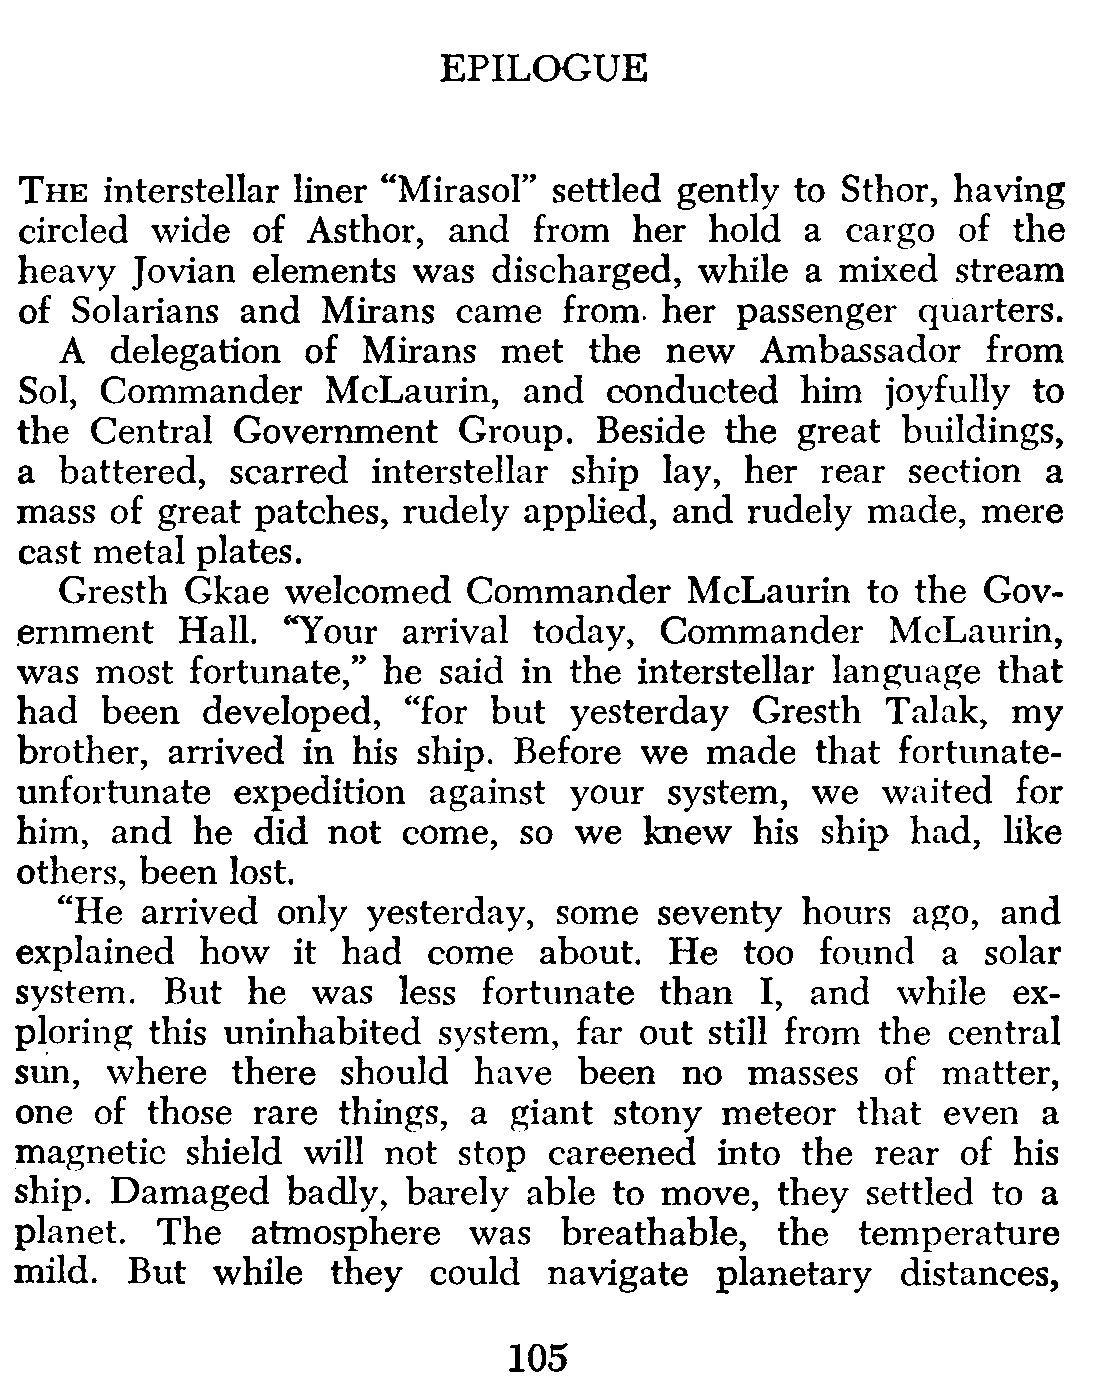 EPILOGUE
THE interstellar liner “Mirasol” settled gently to Sthor, having
circled wide of Asthor, and from her hold a cargo of the
heavy Jovian elements was discharged, while a mixed stream
of Solarians and Mirans came from. her passenger quarters.
A delegation of Mirans met the new Ambassador from
Sol, Commander McLaurin, and conducted him joyfully to
the Central Government Group. Beside the great buildings,
a battered, scarred interstellar ship lay, her rear section a
mass of great patches, rudely applied, and rudely made, mere
cast metal plates.
Gresth Gkae welcomed Commander McLaurin to the Gov-
ernment Hall. “Your arrival today, Commander McLaurin,
was most fortunate,” he said in the interstellar language that
had been developed, “for but yesterday Gresth Talak, my
brother, arrived in his ship. Before we made that fortunate-
unfortunate expedition against your system, we waited for
him, and he did not come, so we knew his ship had, like
others, been lost.
“He arrived only yesterday, some seventy hours ago, and
explained how it had come about. He too found a solar
system. But he was less fortunate than I, and while ex-
ploring this uninhabited system, far out still from the central
sun, where there should have been no masses of matter,
one of those rare things, a giant stony meteor that even a
magnetic shield will not stop careened into the rear of his
ship. Damaged badly, barely able to move, they settled to a
planet. The atmosphere was breathable, the temperature
mild. But while they could navigate planetary distances,
105